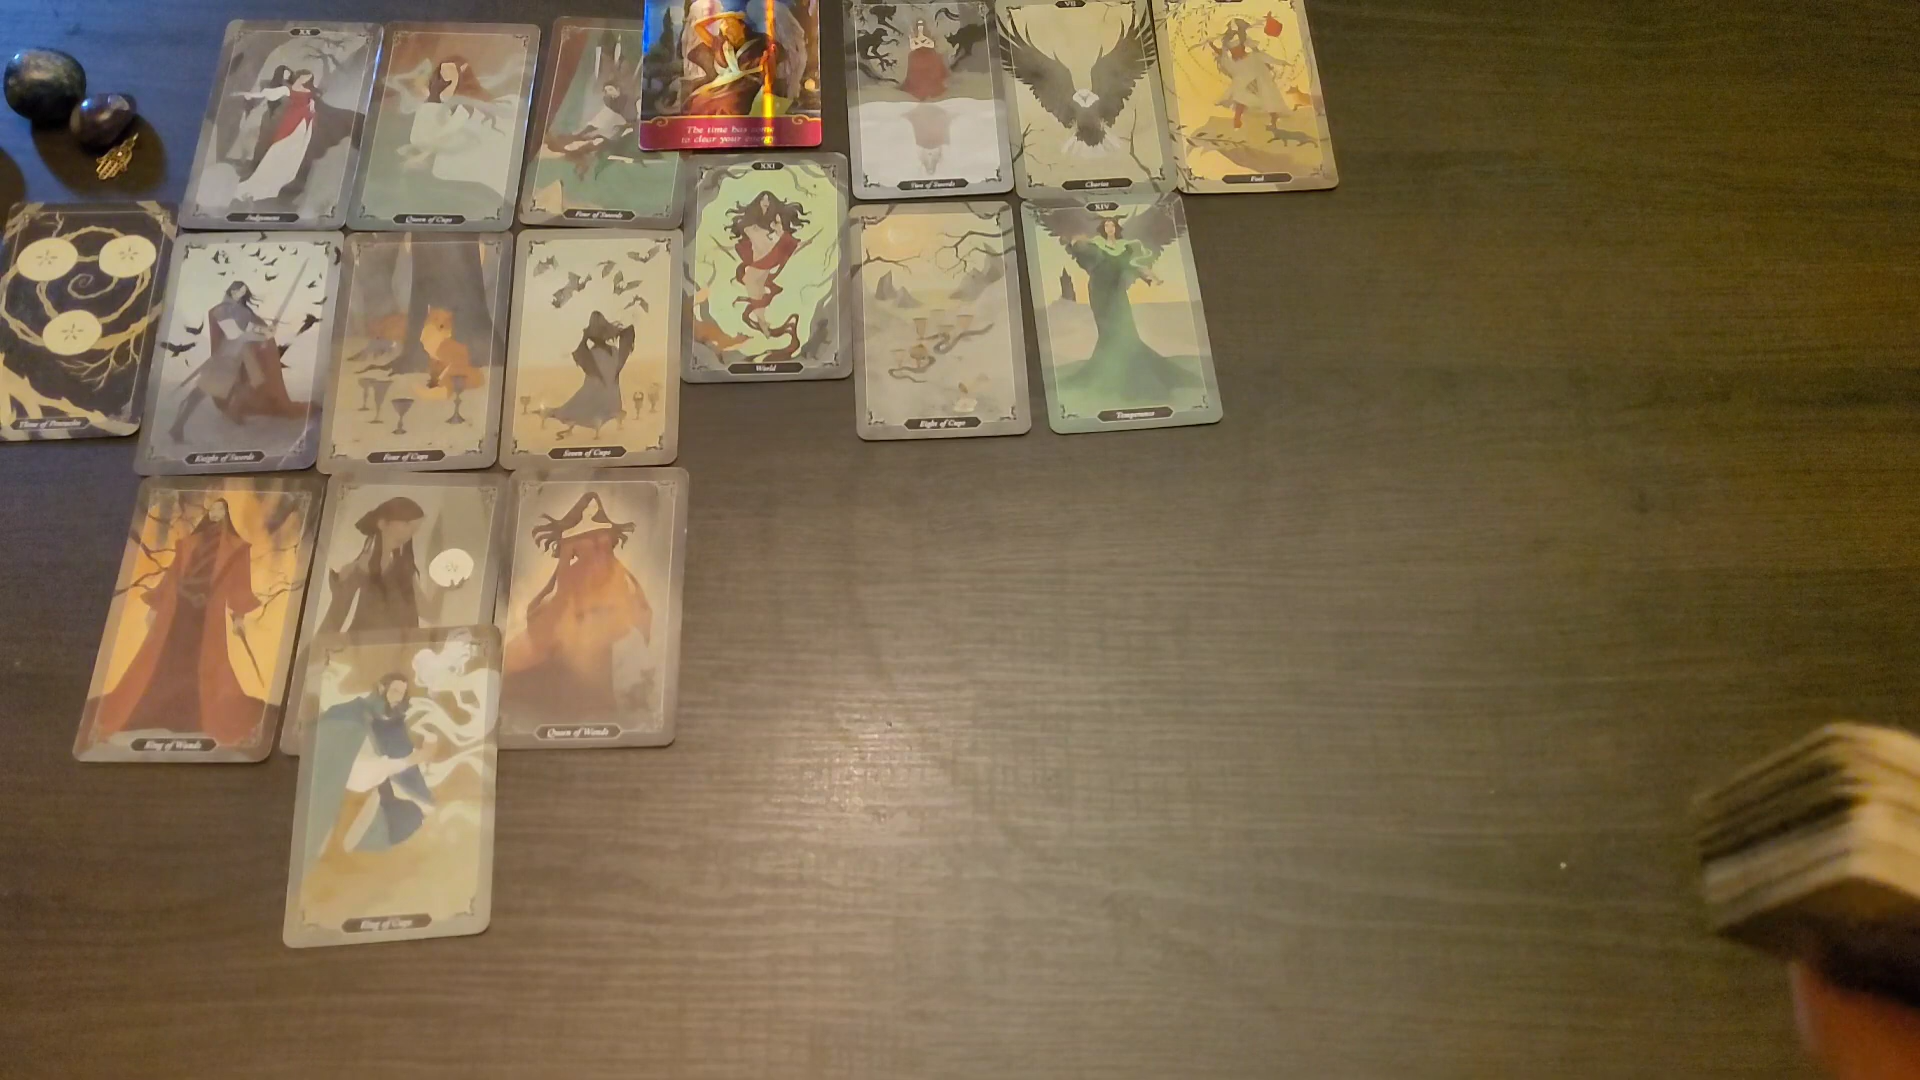 XX
Judgement
Queen of Cups
Four of Swords
The time has come
to clear your energy
Two of Swords
VII
Chariot
Fool
Three of Pentacles
Knight of Swords
Four of Cups
Seven of Cups
XXI
World
Eight of Cups
XIV
Temperance
King of Wands
Queen of Wands
King of Cups